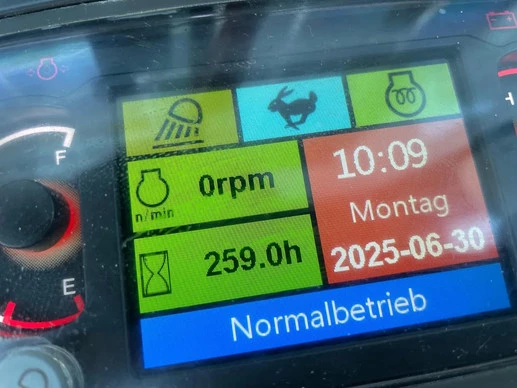 F
0rpm
n/min
10:09
Montag
H
259.0h
2025-06-30
E
Normalbetrieb